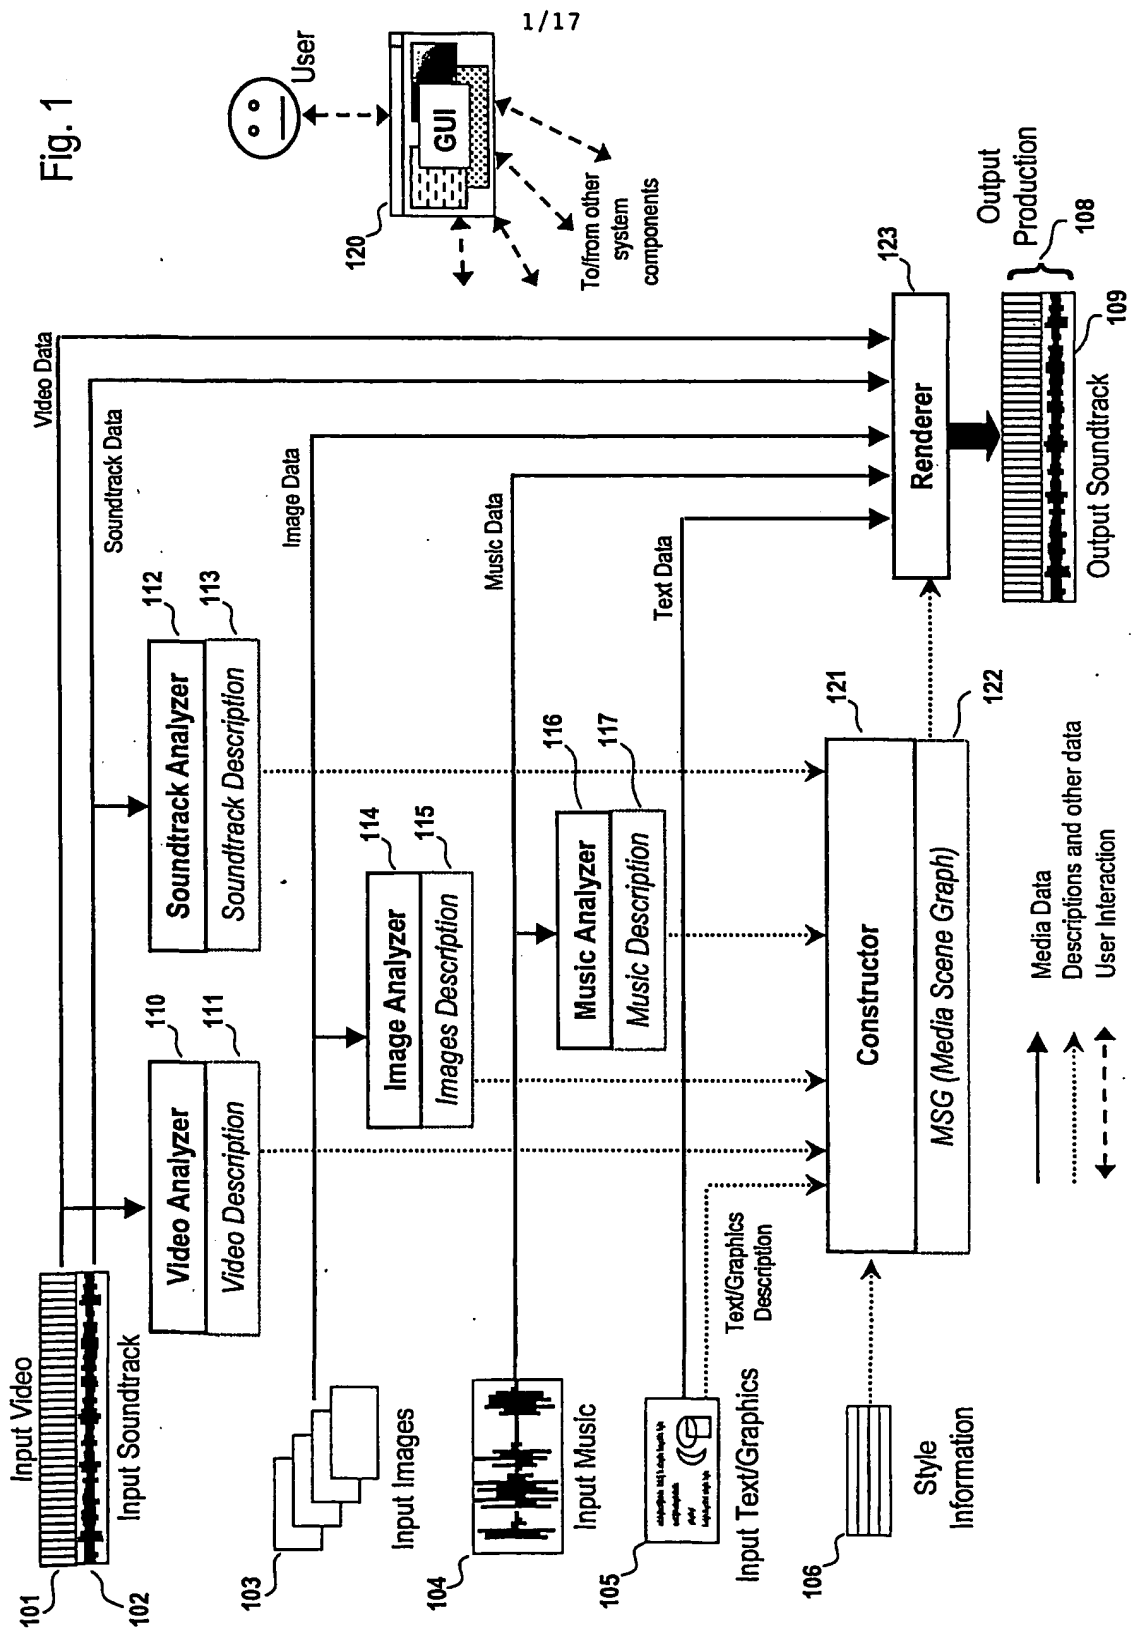 1/17
Fig. 1
User
GUI
120
To/from other
system
components
Input Video
101
102
Input Soundtrack
Video Data
Soundtrack Data
Video Analyzer
110
Video Description
111
Soundtrack Analyzer
112
Soundtrack Description
113
103
Input Images
Image Data
Image Analyzer
114
Images Description
115
104
Input Music
Music Data
Music Analyzer
116
Music Description
117
105
Input Text/Graphics
Text Data
Text/Graphics
Description
106
Style
Information
Constructor
121
MSG (Media Scene Graph)
122
Renderer
123
Output
Production
108
109
Output Soundtrack
Media Data
Descriptions and other data
User Interaction